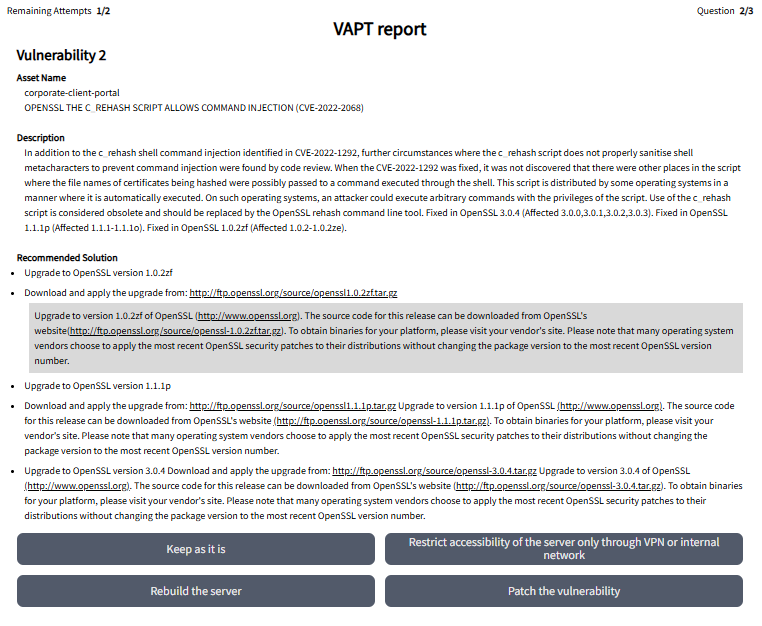 Remaining Attempts 1/2
Question 2/3
VAPT report
Vulnerability 2
Asset Name
corporate-client-portal
OPENSSL THE C_REHASH SCRIPT ALLOWS COMMAND INJECTION (CVE-2022-2068)
Description
In addition to the c_rehash shell command injection identified in CVE-2022-1292, further circumstances where the c_rehash script does not properly sanitise shell
metacharacters to prevent command injection were found by code review. When the CVE-2022-1292 was fixed, it was not discovered that there were other places in the script
where the file names of certificates being hashed were possibly passed to a command executed through the shell. This script is distributed by some operating systems in a
manner where it is automatically executed. On such operating systems, an attacker could execute arbitrary commands with the privileges of the script. Use of the c_rehash
script is considered obsolete and should be replaced by the OpenSSL rehash command line tool. Fixed in OpenSSL 3.0.4 (Affected 3.0.0,3.0.1,3.0.2,3.0.3). Fixed in OpenSSL
1.1.1p (Affected 1.1.1-1.1.1o). Fixed in OpenSSL 1.0.2zf (Affected 1.0.2-1.0.2ze).
Recommended Solution
• Upgrade to OpenSSL version 1.0.2zf
• Download and apply the upgrade from: http://ftp.openssl.org/source/openssl1.0.2zf.tar.gz
Upgrade to version 1.0.2zf of OpenSSL (http://www.openssl.org). The source code for this release can be downloaded from OpenSSL's
website(http://ftp.openssl.org/source/openssl-1.0.2zf.tar.gz). To obtain binaries for your platform, please visit your vendor's site. Please note that many operating system
vendors choose to apply the most recent OpenSSL security patches to their distributions without changing the package version to the most recent OpenSSL version
number.
• Upgrade to OpenSSL version 1.1.1p
• Download and apply the upgrade from: http://ftp.openssl.org/source/openssl1.1.1p.tar.gz Upgrade to version 1.1.1p of OpenSSL (http://www.openssl.org). The source code
for this release can be downloaded from OpenSSL's website (http://ftp.openssl.org/source/openssl-1.1.1p.tar.gz). To obtain binaries for your platform, please visit your
vendor's site. Please note that many operating system vendors choose to apply the most recent OpenSSL security patches to their distributions without changing the
package version to the most recent OpenSSL version number.
• Upgrade to OpenSSL version 3.0.4 Download and apply the upgrade from: http://ftp.openssl.org/source/openssl-3.0.4.tar.gz Upgrade to version 3.0.4 of OpenSSL
(http://www.openssl.org). The source code for this release can be downloaded from OpenSSL's website (http://ftp.openssl.org/source/openssl-3.0.4.tar.gz). To obtain binaries
for your platform, please visit your vendor's site. Please note that many operating system vendors choose to apply the most recent OpenSSL security patches to their
distributions without changing the package version to the most recent OpenSSL version number.
Keep as it is
Restrict accessibility of the server only through VPN or internal
network
Rebuild the server
Patch the vulnerability